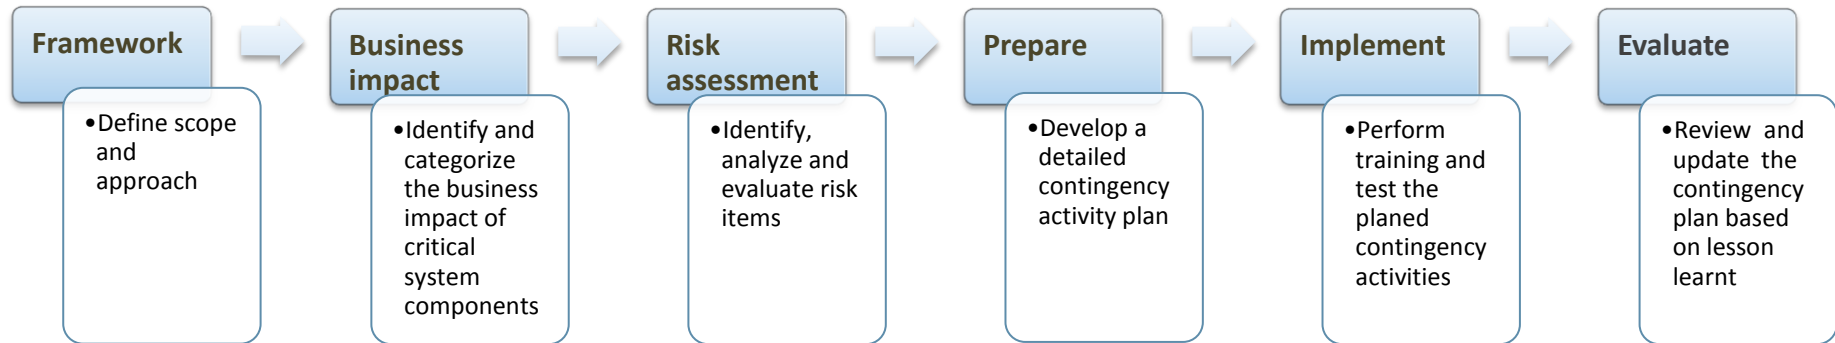 Framework
•Define scope
and
approach
Business
impact
•Identify and
categorize
the business
impact of
critical
system
components
Risk
assessment
•Identify,
analyze and
evaluate risk
items
Prepare
•Develop a
detailed
contingency
activity plan
Implement
•Perform
training and
test the
planed
contingency
activities
Evaluate
•Review and
update the
contingency
plan based
on lesson
learnt